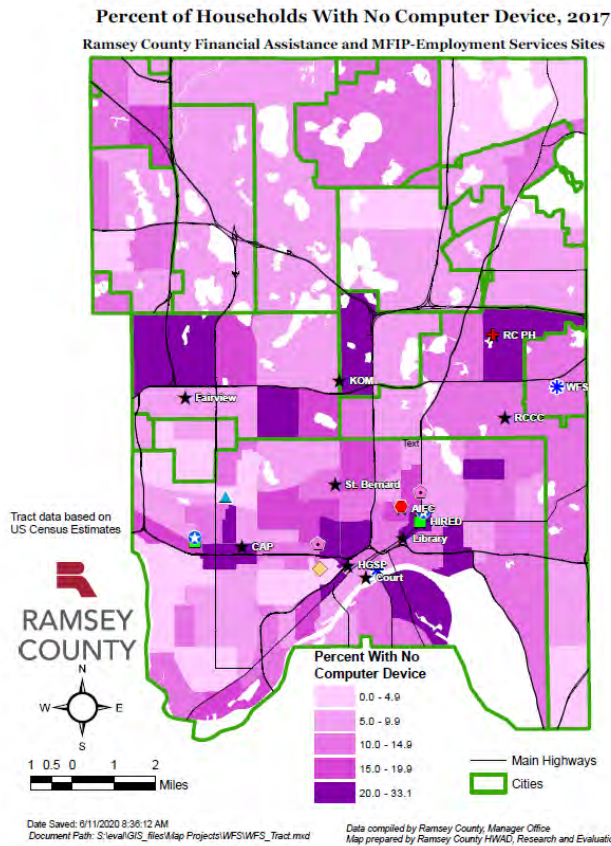 Percent of Households With No Computer Device, 2017
Ramsey County Financial Assistance and MFIP-Employment Services Sites
RC PH
KOM
WFS
Fairview
RCCC
Text
St. Bernard
AIFC
HIRED
Library
CAP
HGSP
Court
Tract data based on
US Census Estimates
RAMSEY
COUNTY
N
W
E
S
1 0.5 0 1 2
Miles
Percent With No
Computer Device
0.0 - 4.9
5.0 - 9.9
10.0 - 14.9
15.0 - 19.9
20.0 - 33.1
Main Highways
Cities
Date Saved: 6/11/2020 8:36:12 AM
Document Path: S:\eval\GIS_files\Map Projects\WFS\WFS_Tract.mxd
Data compiled by Ramsey County, Manager Office
Map prepared by Ramsey County HWAD, Research and Evaluatio